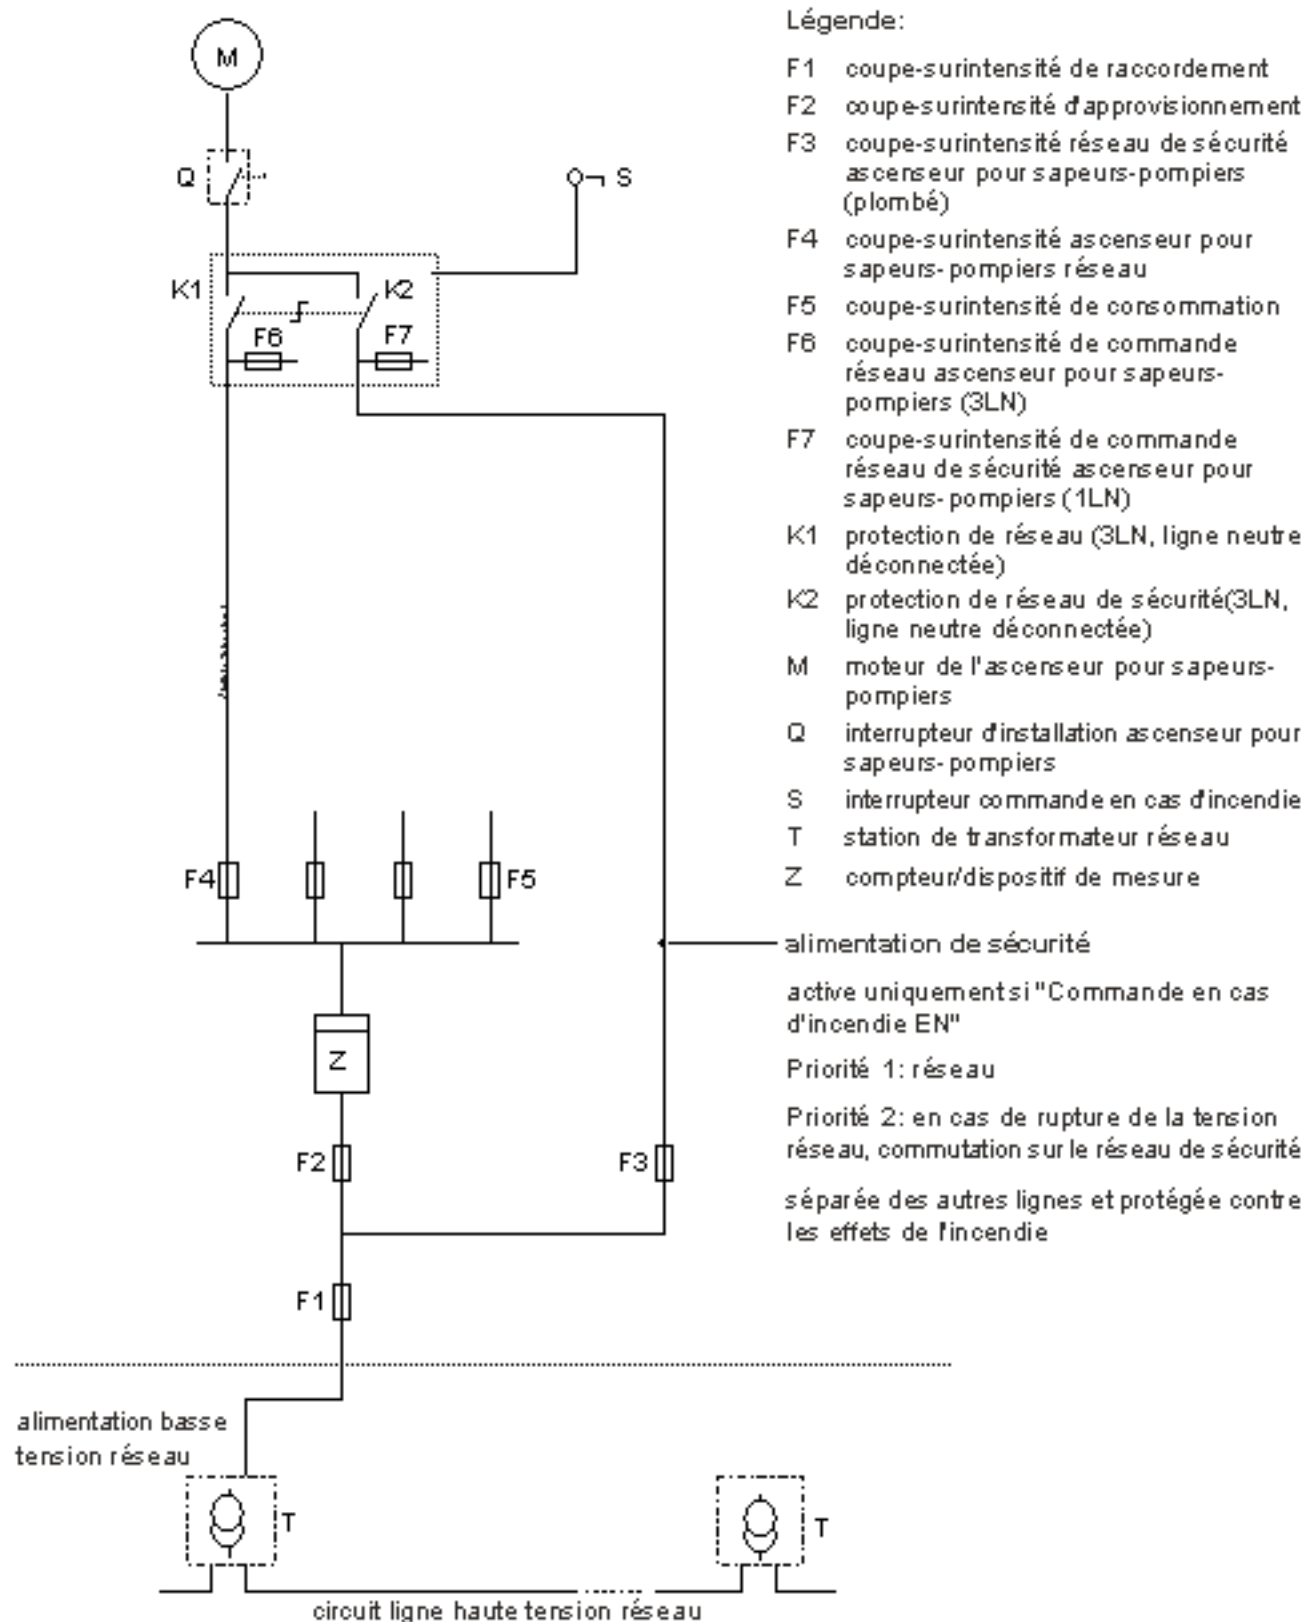 M
Q
S
K1
K2
F6
F7
F4
F5
Z
F2
F3
F1
alimentation basse
tension réseau
T
T
circuit ligne haute tension réseau
Légende:
F1 coupe-surintensité de raccordement
F2 coupe-surintensité d'approvisionnement
F3 coupe-surintensité réseau de sécurité
ascenseur pour sapeurs-pompiers
(plombé)
F4 coupe-surintensité ascenseur pour
sapeurs-pompiers réseau
F5 coupe-surintensité de consommation
F6 coupe-surintensité de commande
réseau ascenseur pour sapeurs-
pompiers (3LN)
F7 coupe-surintensité de commande
réseau de sécurité ascenseur pour
sapeurs-pompiers (1LN)
K1 protection de réseau (3LN, ligne neutre
déconnectée)
K2 protection de réseau de sécurité(3LN,
ligne neutre déconnectée)
M moteur de l'ascenseur pour sapeurs-
pompiers
Q interrupteur d'installation ascenseur pour
sapeurs-pompiers
S interrupteur commande en cas d'incendie
T station de transformateur réseau
Z compteur/dispositif de mesure
alimentation de sécurité
active uniquement si "Commande en cas
d'incendie EN"
Priorité 1: réseau
Priorité 2: en cas de rupture de la tension
réseau, commutation sur le réseau de sécurité
séparée des autres lignes et protégée contre
les effets de l'incendie